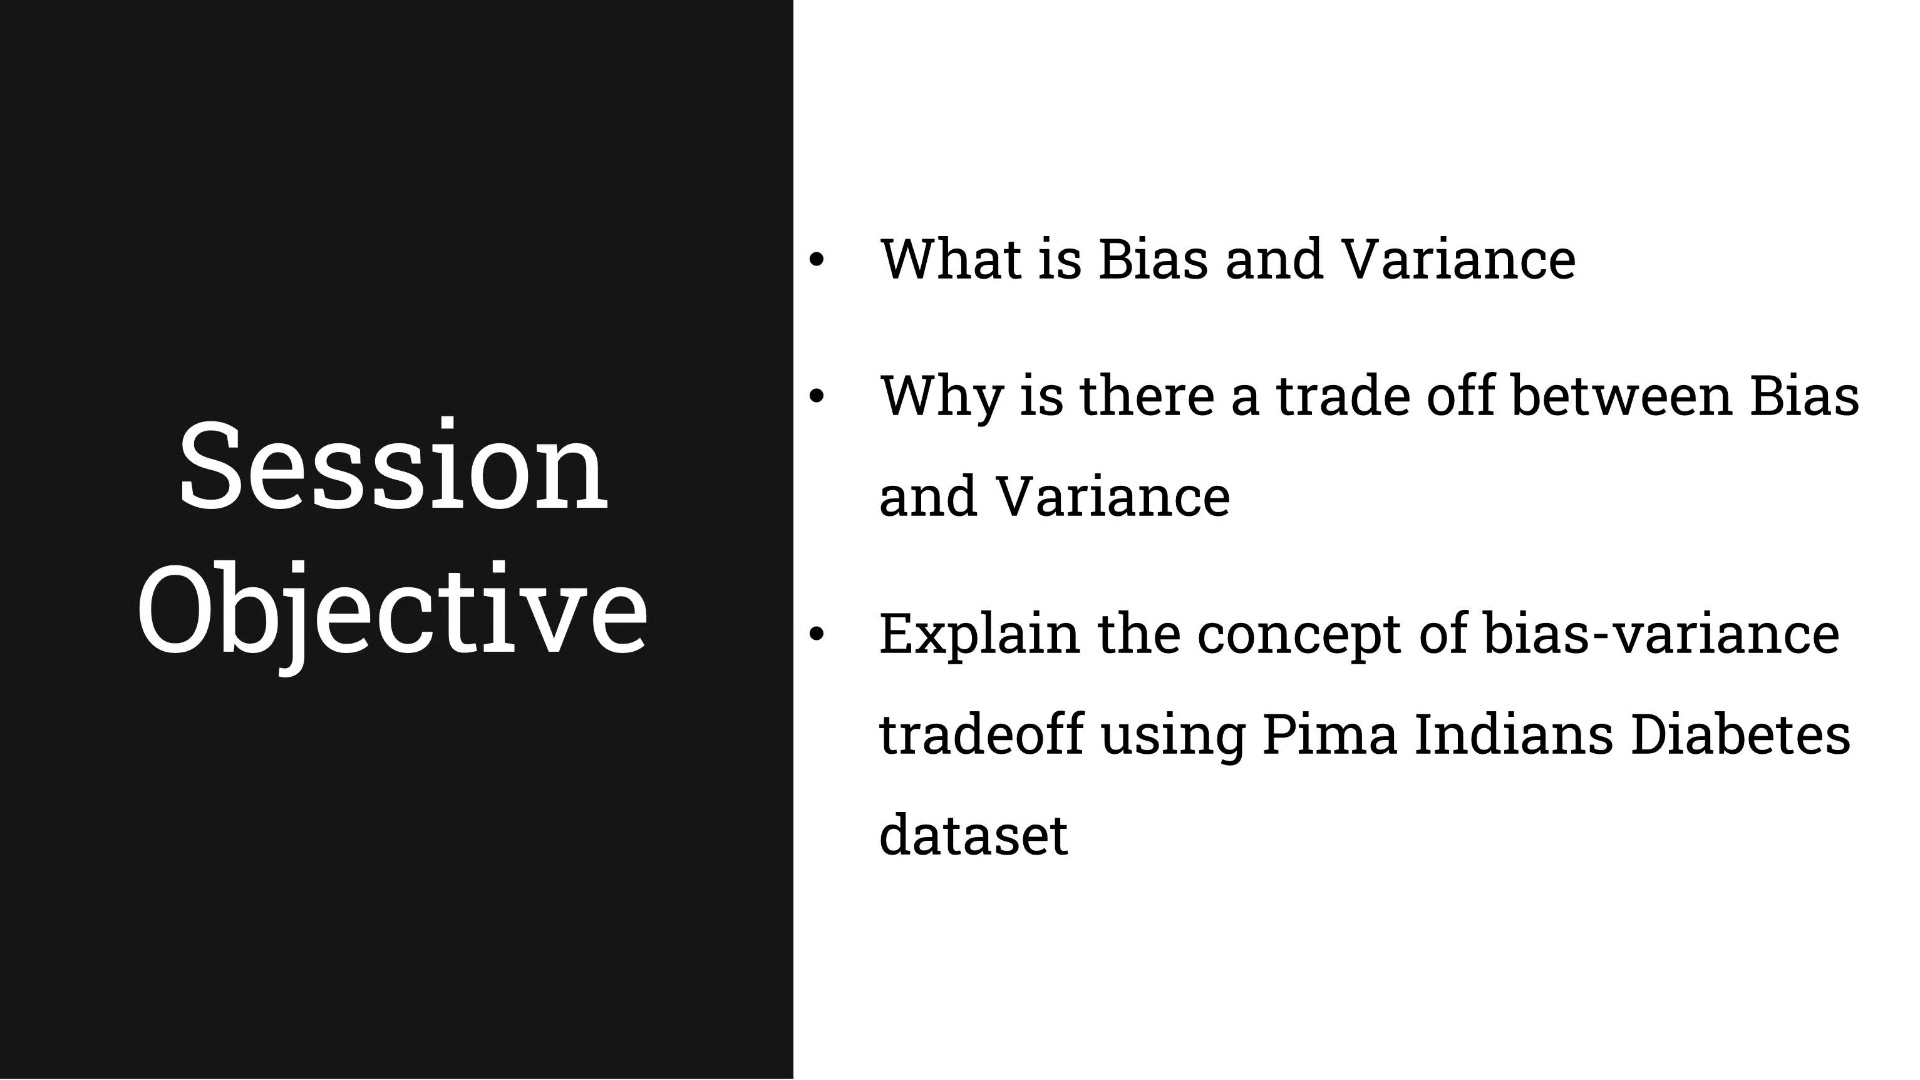 Session
Objective
• What is Bias and Variance
• Why is there a trade off between Bias
and Variance
• Explain the concept of bias-variance
tradeoff using Pima Indians Diabetes
dataset